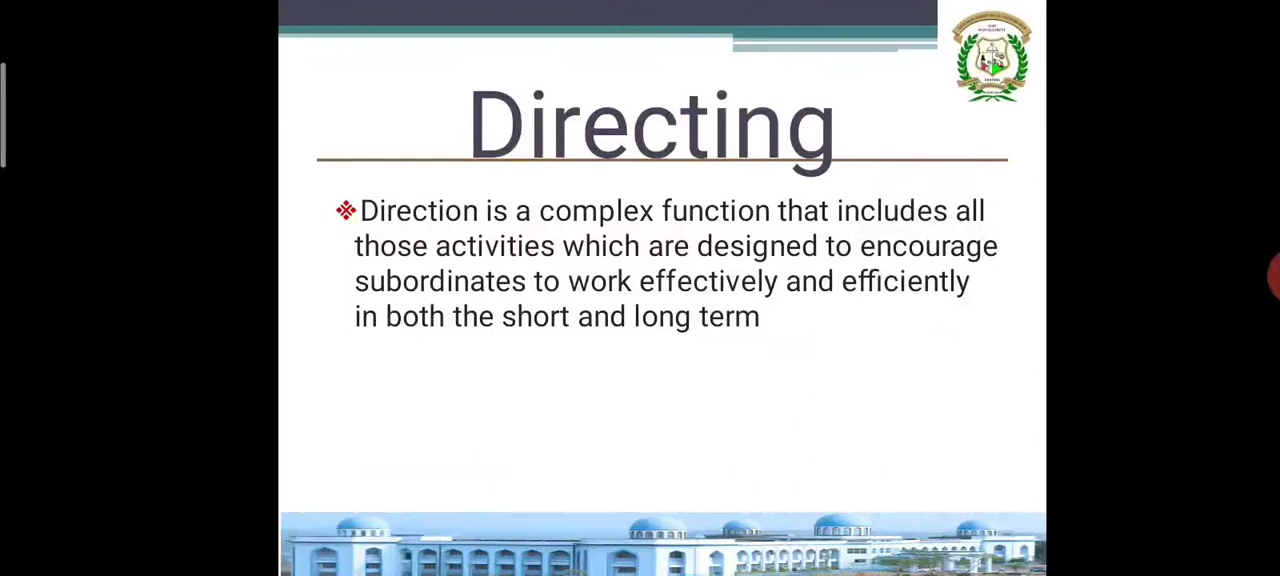 Directing
Direction is a complex function that includes all
those activities which are designed to encourage
subordinates to work effectively and efficiently
in both the short and long term